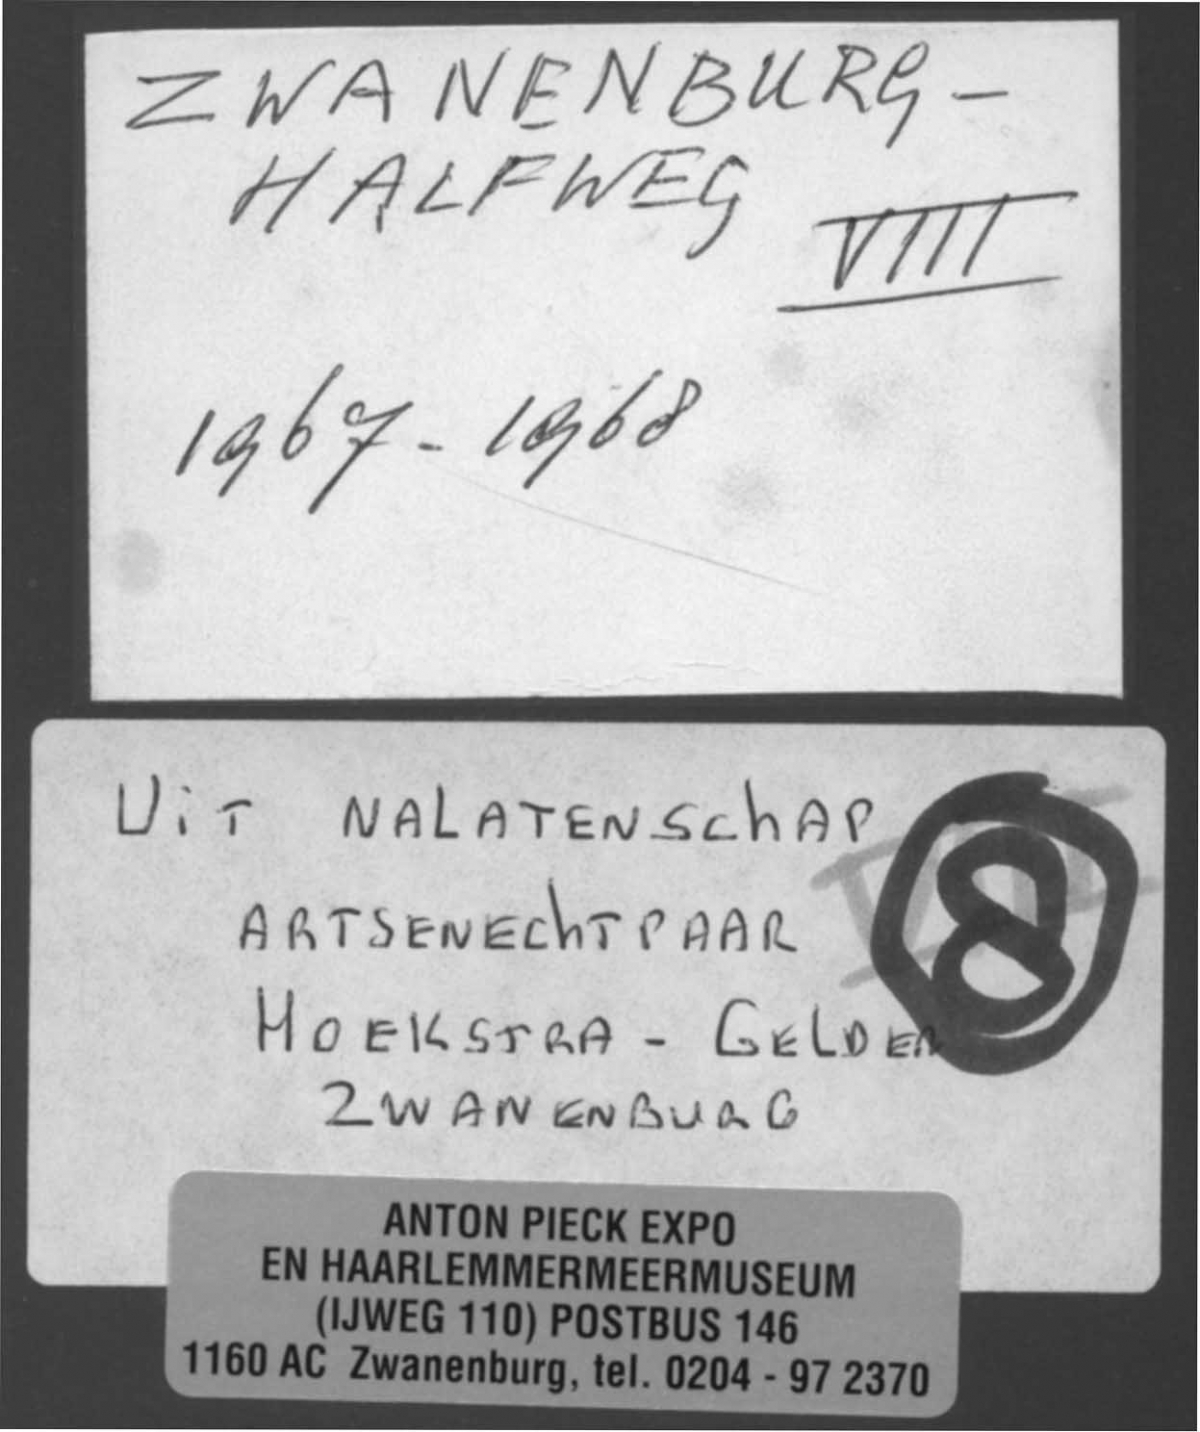 ZWANENBURG-
HALFWEG
VIII
1967-1968
UiT NALATENSChAP
ARTSENEChTPAAR
HOEKSTRA - GELDER
ZWANENBURG
8
ANTON PIECK EXPO
EN HAARLEMMERMEERMUSEUM
(IJWEG 110) POSTBUS 146
1160 AC Zwanenburg, tel. 0204 - 97 2370